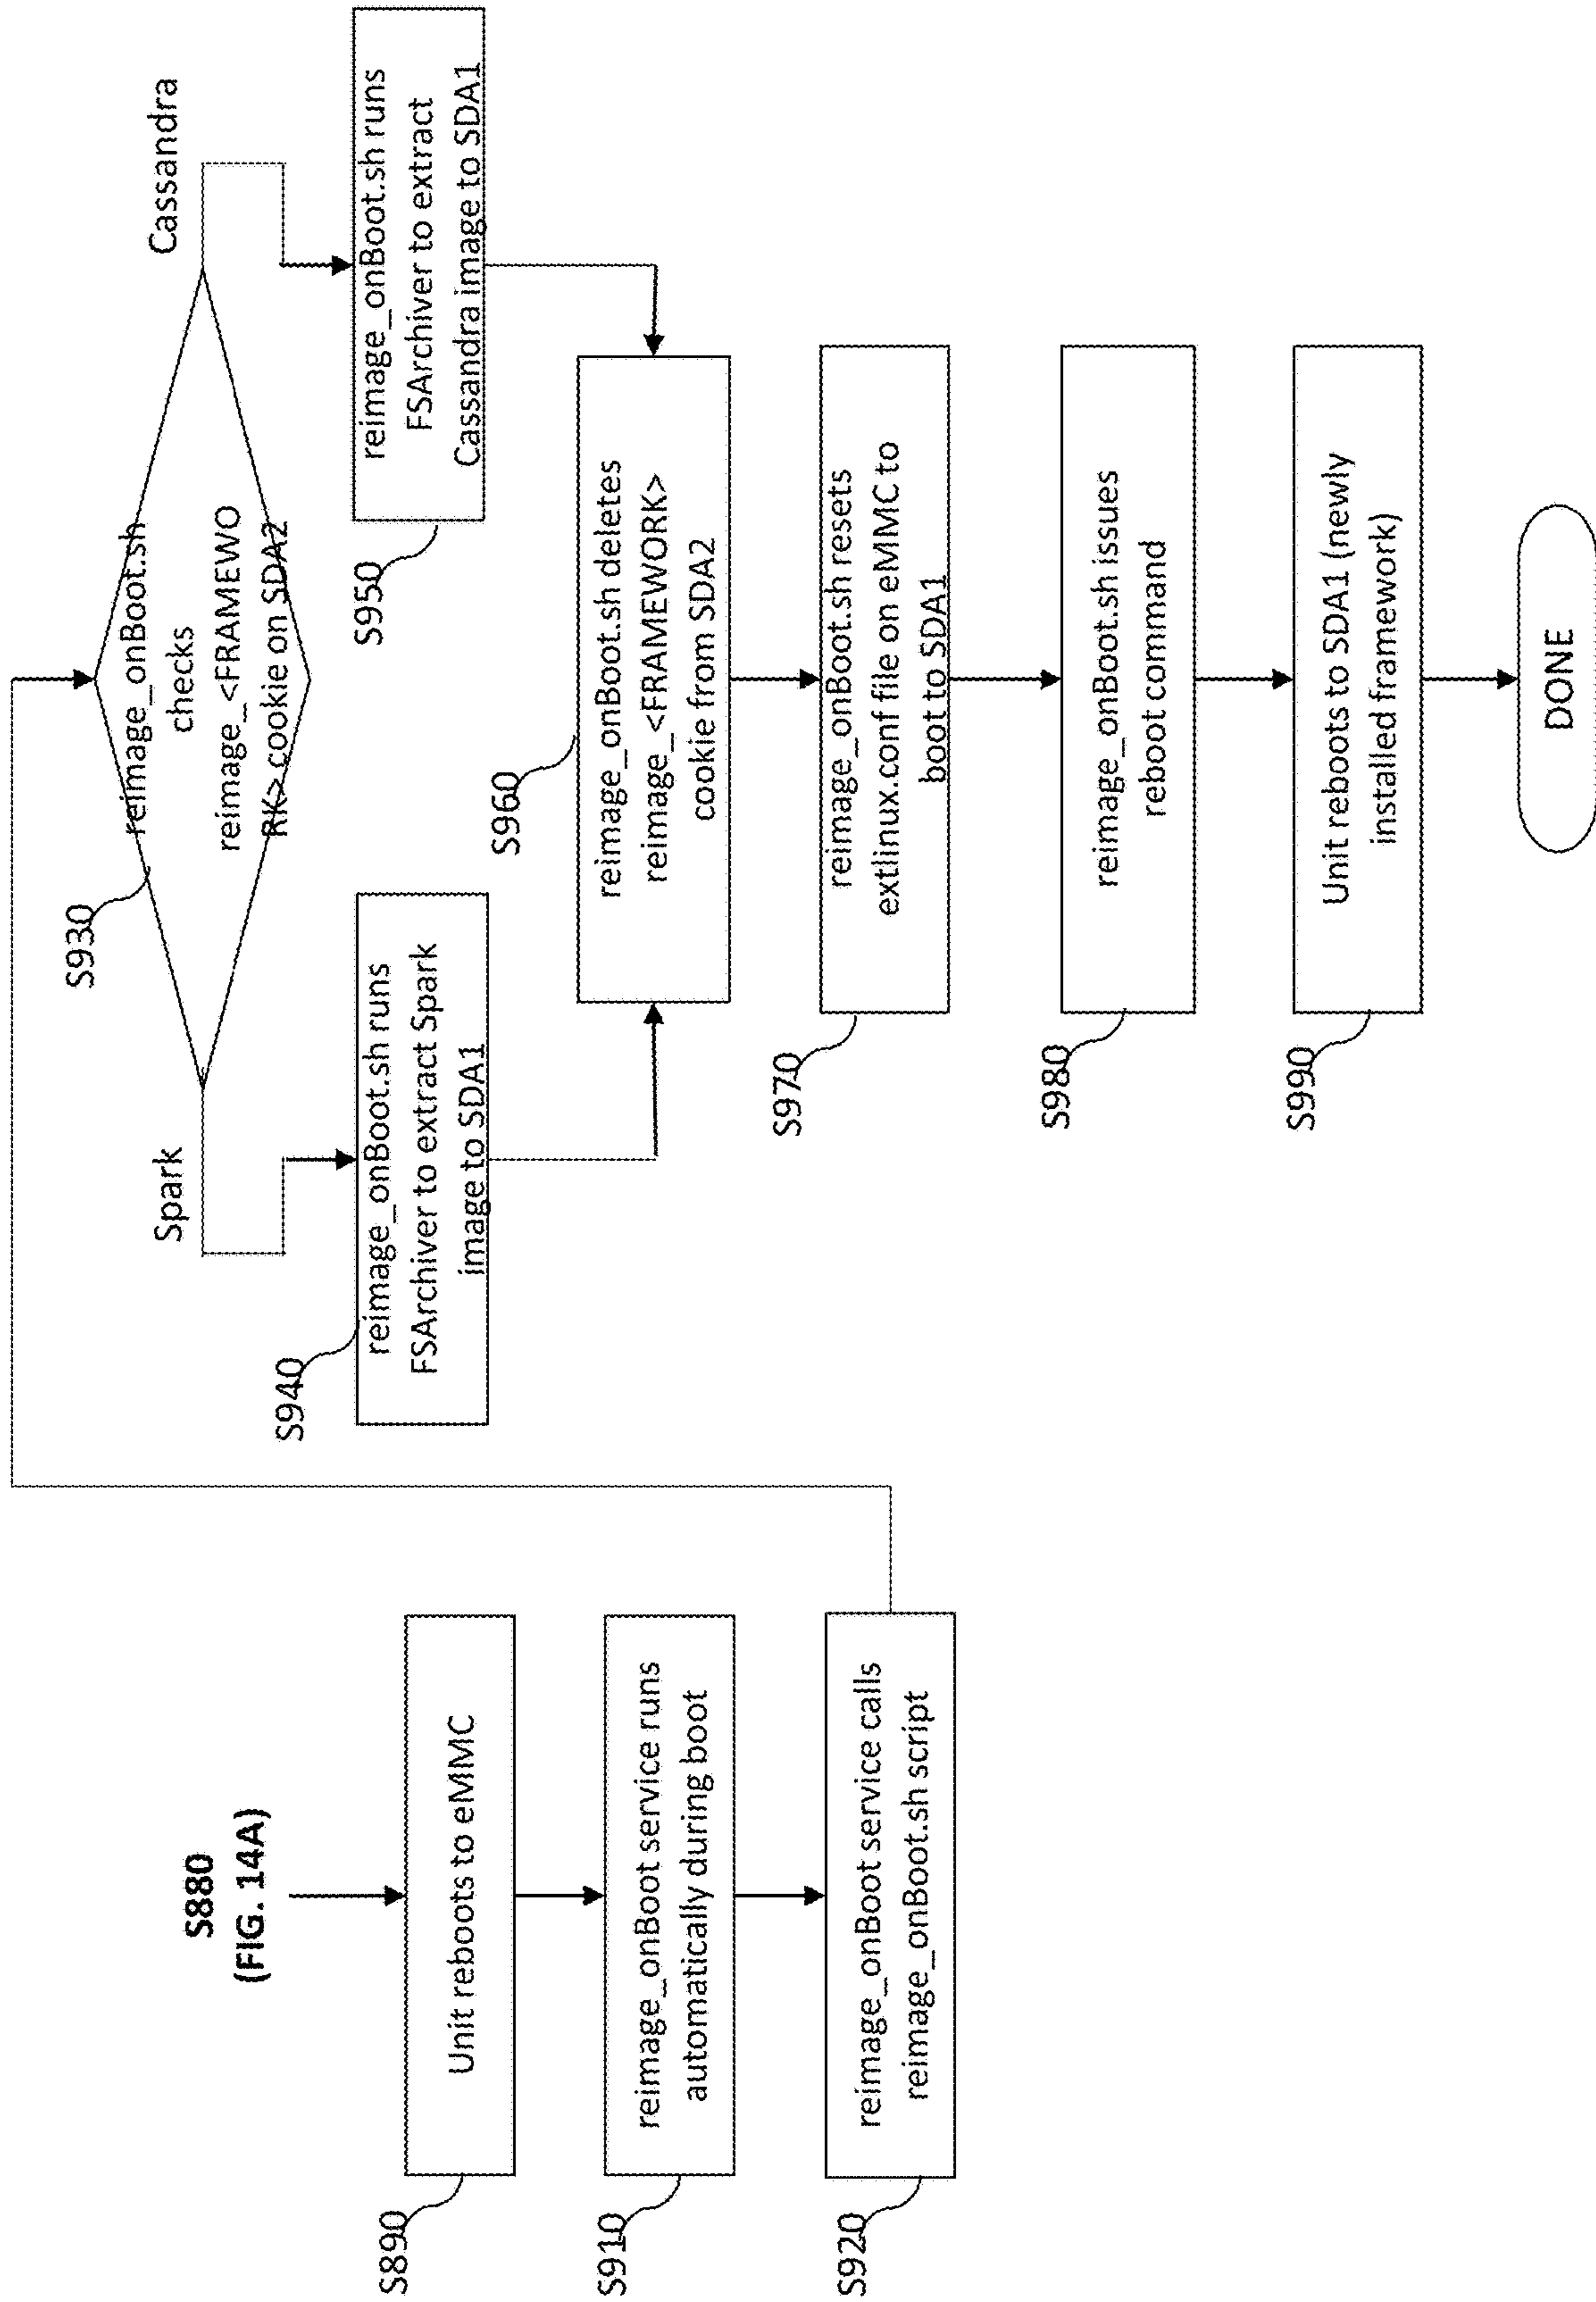 S880
(FIG. 14A)
S890
Unit reboots to eMMC
S910
reimage_onBoot service runs
automatically during boot
S920
reimage_onBoot service calls
reimage_onBoot.sh script
S930
reimage_onBoot.sh
checks
reimage_<FRAMEWO
RK> cookie on SDA2
Spark
Cassandra
S940
reimage_onBoot.sh runs
FSArchiver to extract Spark
image to SDA1
S950
reimage_onBoot.sh runs
FSArchiver to extract
Cassandra image to SDA1
S960
reimage_onBoot.sh deletes
reimage_<FRAMEWORK>
cookie from SDA2
S970
reimage_onBoot.sh resets
extlinux.conf file on eMMC to
boot to SDA1
S980
reimage_onBoot.sh issues
reboot command
S990
Unit reboots to SDA1 (newly
installed framework)
DONE